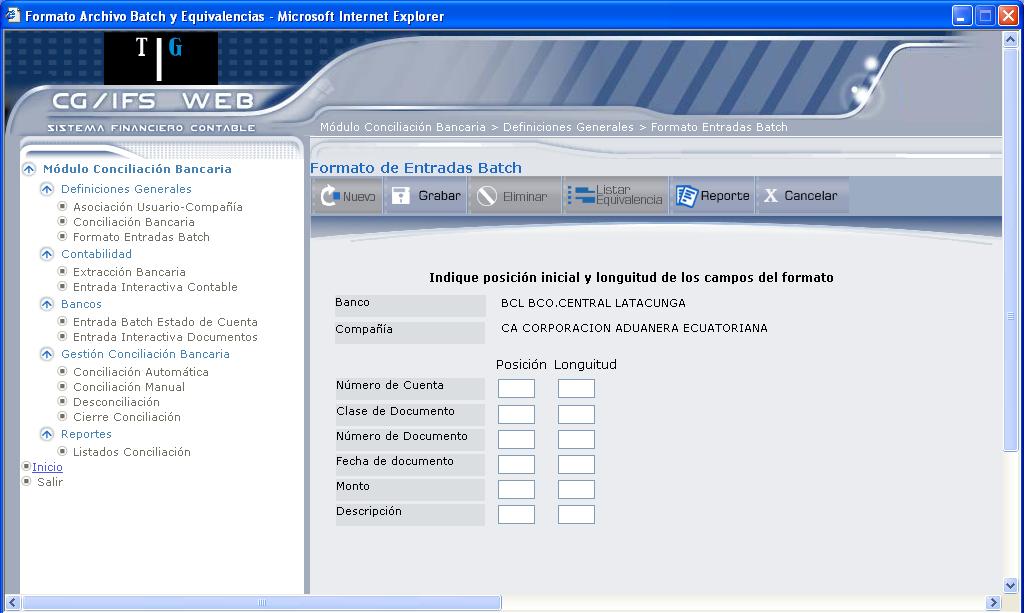 Formato Archivo Batch y Equivalencias - Microsoft Internet Explorer
T | G
CG/IFS WEB
SISTEMA FINANCIERO CONTABLE
Módulo Conciliación Bancaria > Definiciones Generales > Formato Entradas Batch
Módulo Conciliación Bancaria
Definiciones Generales
Asociación Usuario-Compañía
Conciliación Bancaria
Formato Entradas Batch
Contabilidad
Extracción Bancaria
Entrada Interactiva Contable
Bancos
Entrada Batch Estado de Cuenta
Entrada Interactiva Documentos
Gestión Conciliación Bancaria
Conciliación Automática
Conciliación Manual
Desconciliación
Cierre Conciliación
Reportes
Listados Conciliación
Inicio
Salir
Formato de Entradas Batch
Nuevo Grabar Eliminar Listar Equivalencia Reporte X Cancelar
Indique posición inicial y longuitud de los campos del formato
Banco BCL BCO.CENTRAL LATACUNGA
Compañía CA CORPORACION ADUANERA ECUATORIANA
Posición Longuitud
Número de Cuenta
Clase de Documento
Número de Documento
Fecha de documento
Monto
Descripción